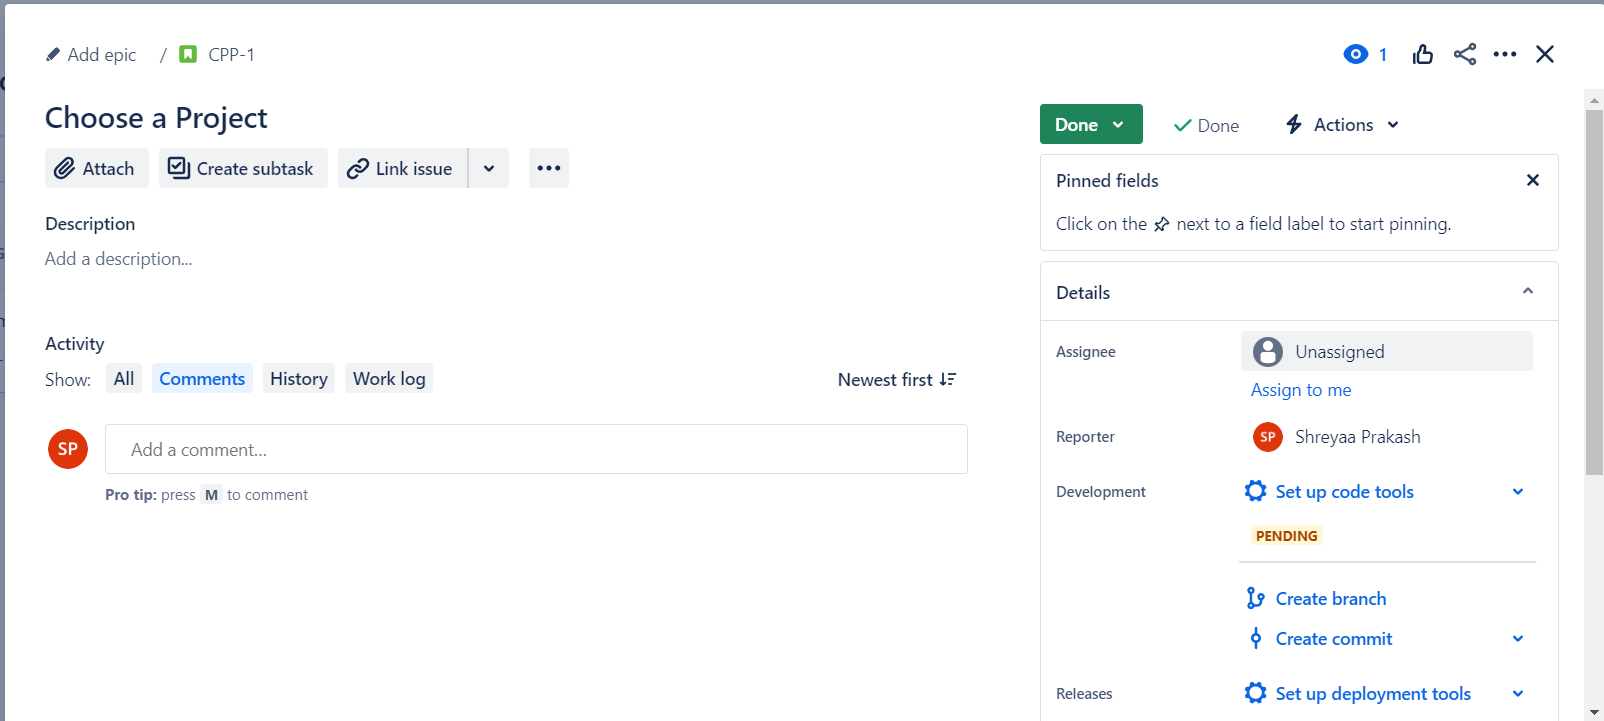 Add epic / CPP-1
1
Choose a Project
Attach
Create subtask
Link issue
Description
Add a description...
Activity
Show: All Comments History Work log
Newest first
SP
Add a comment...
Pro tip: press M to comment
Done
Done
Actions
Pinned fields
Click on the next to a field label to start pinning.
Details
Assignee
Unassigned
Assign to me
Reporter
SP Shreyaa Prakash
Development
Set up code tools
PENDING
Create branch
Create commit
Releases
Set up deployment tools